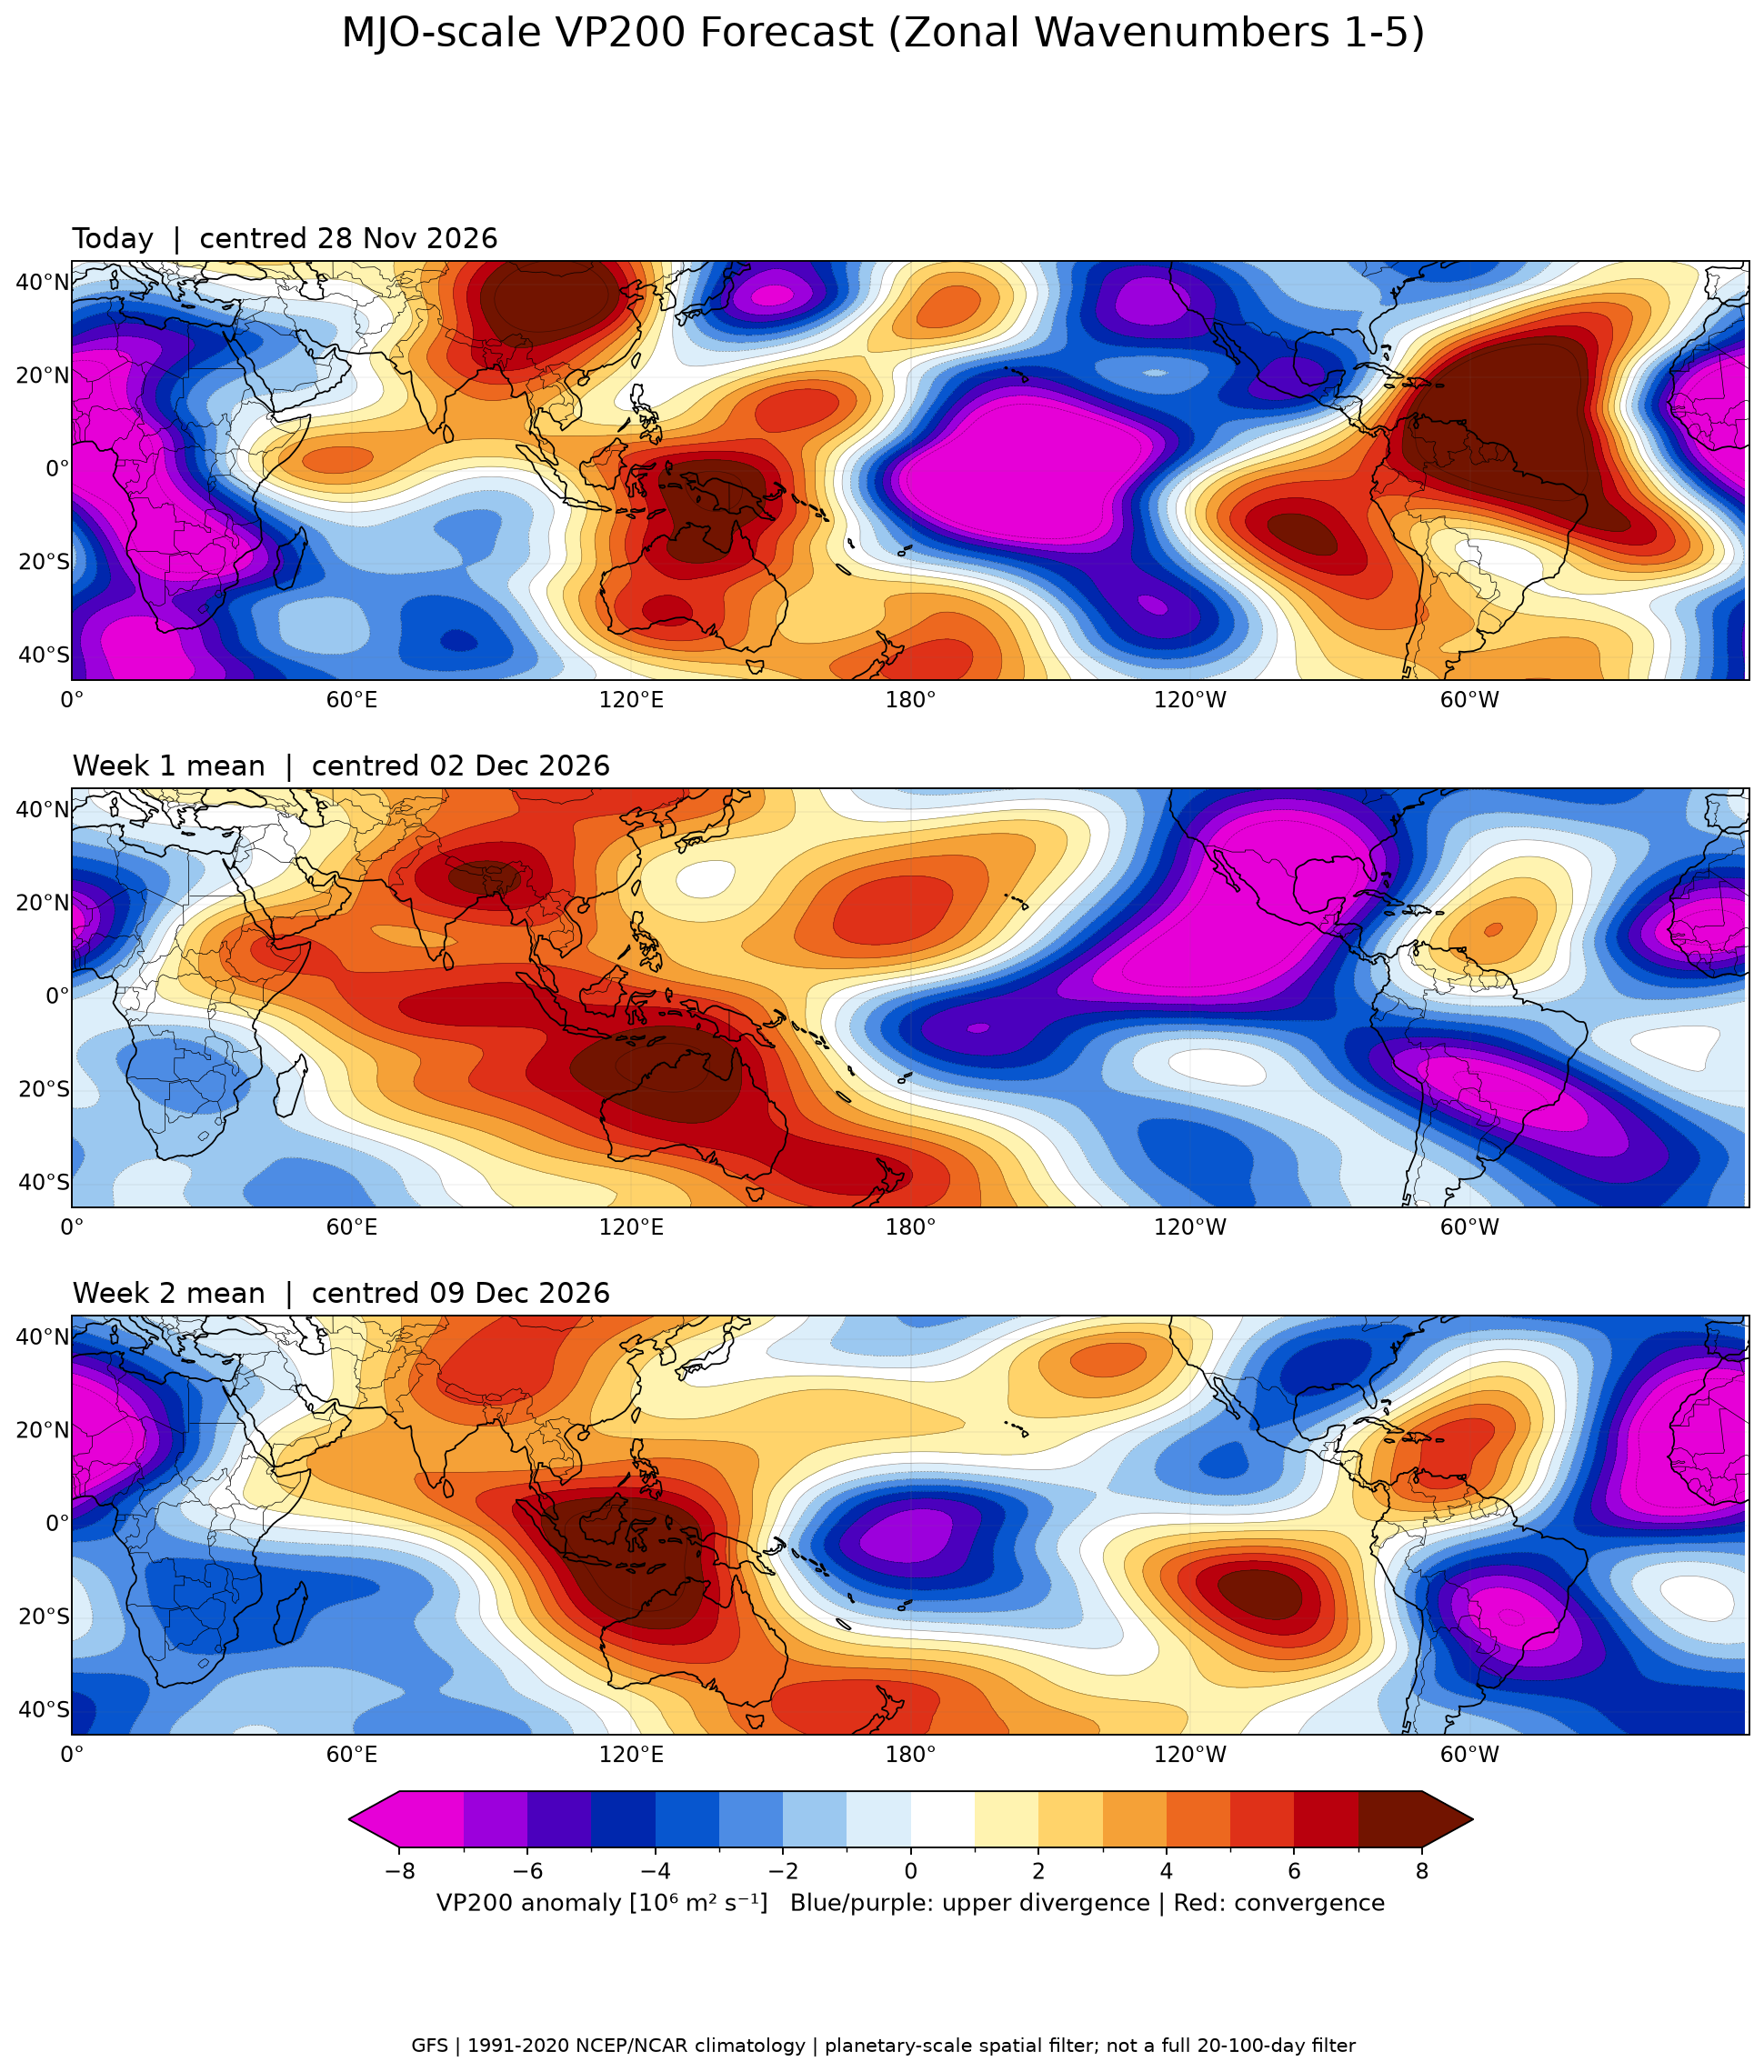 MJO-scale VP200 Forecast (Zonal Wavenumbers 1-5)
Today | centred 28 Nov 2026
40°N
20°N
0°
20°S
40°S
0° 60°E 120°E 180° 120°W 60°W
Week 1 mean | centred 02 Dec 2026
40°N
20°N
0°
20°S
40°S
0° 60°E 120°E 180° 120°W 60°W
Week 2 mean | centred 09 Dec 2026
40°N
20°N
0°
20°S
40°S
0° 60°E 120°E 180° 120°W 60°W
−8 −6 −4 −2 0 2 4 6 8
VP200 anomaly [10⁶ m² s⁻¹] Blue/purple: upper divergence | Red: convergence
GFS | 1991-2020 NCEP/NCAR climatology | planetary-scale spatial filter; not a full 20-100-day filter